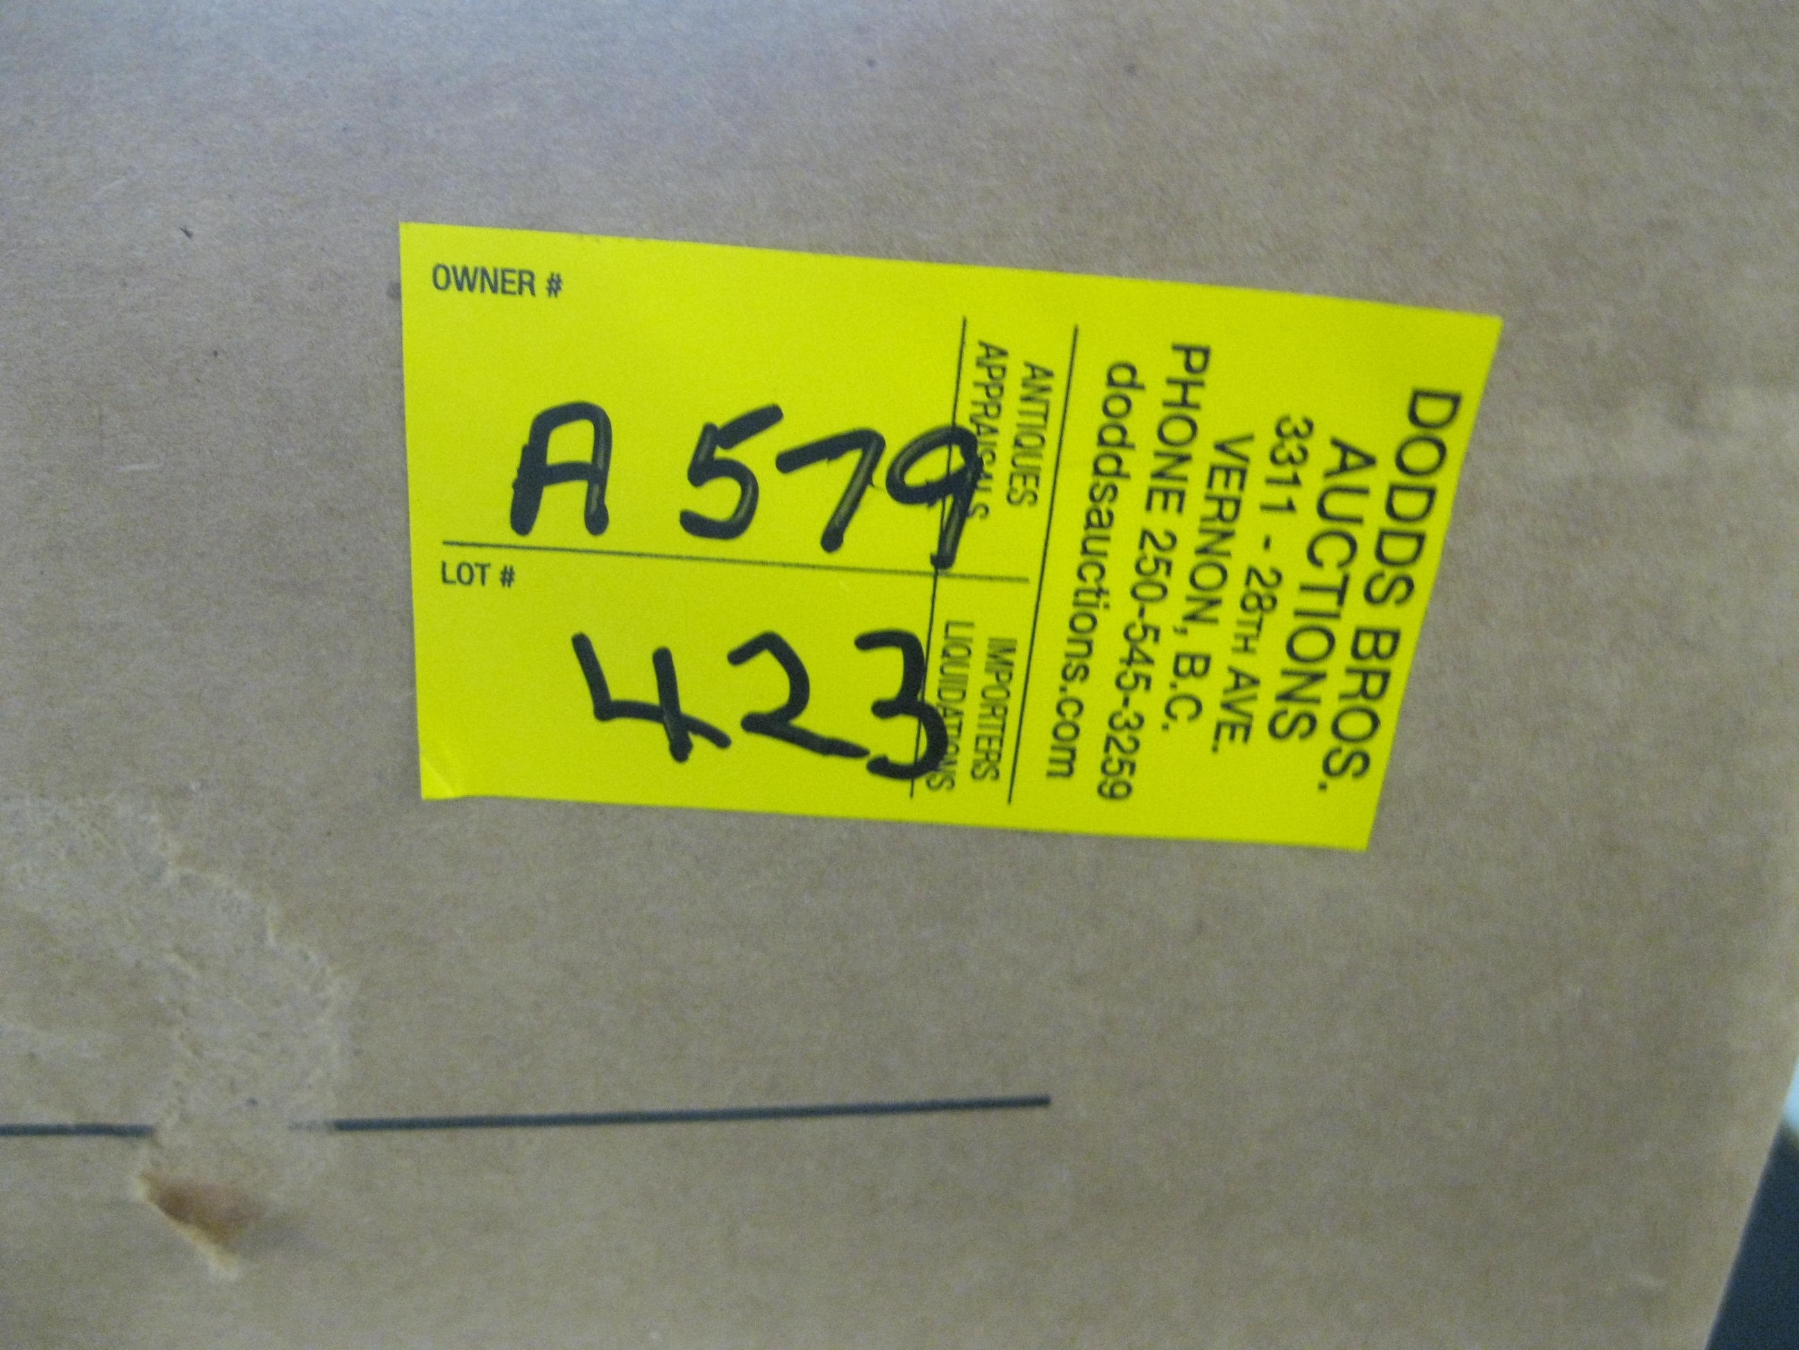 DODDS BROS.
AUCTIONS
3311 - 28TH AVE.
VERNON, B.C.
PHONE 250-545-3259
doddsauctions.com
ANTIQUES IMPORTERS
APPRAISALS LIQUIDATIONS
OWNER #
A 579
LOT #
423